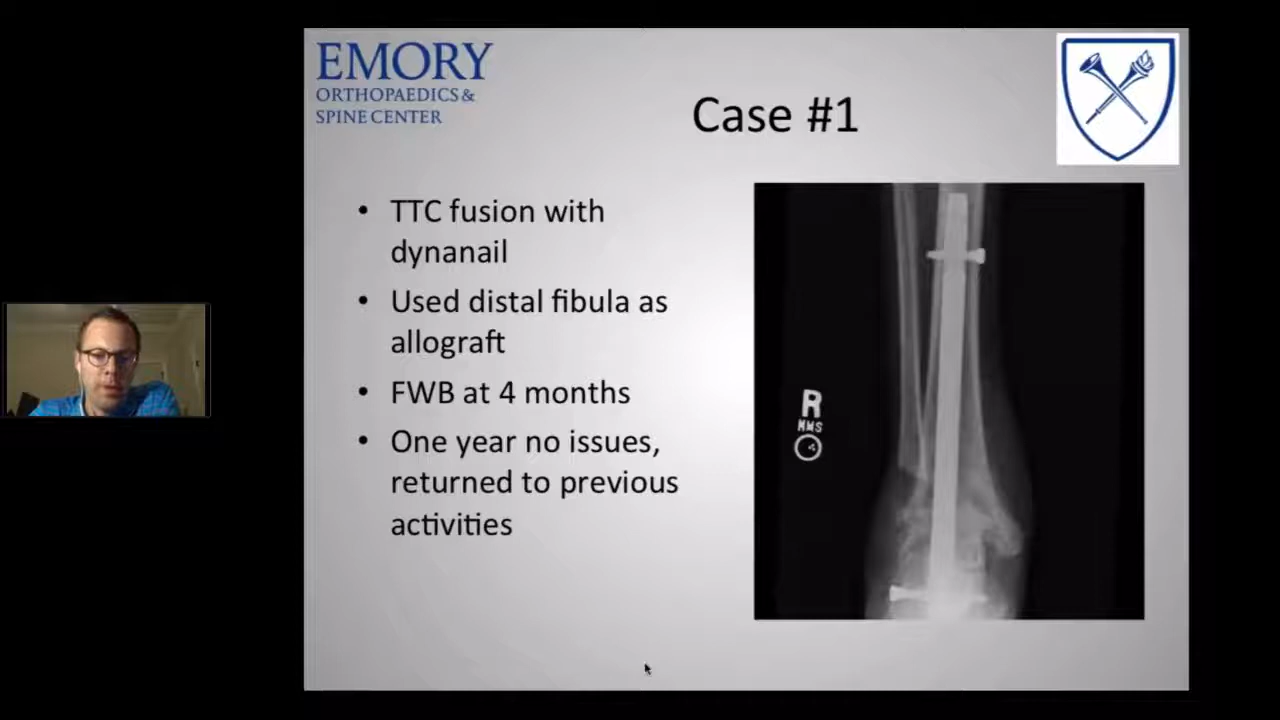 EMORY
ORTHOPAEDICS &
SPINE CENTER
Case #1
• TTC fusion with
dynanail
• Used distal fibula as
allograft
• FWB at 4 months
• One year no issues,
returned to previous
activities
R
MMS